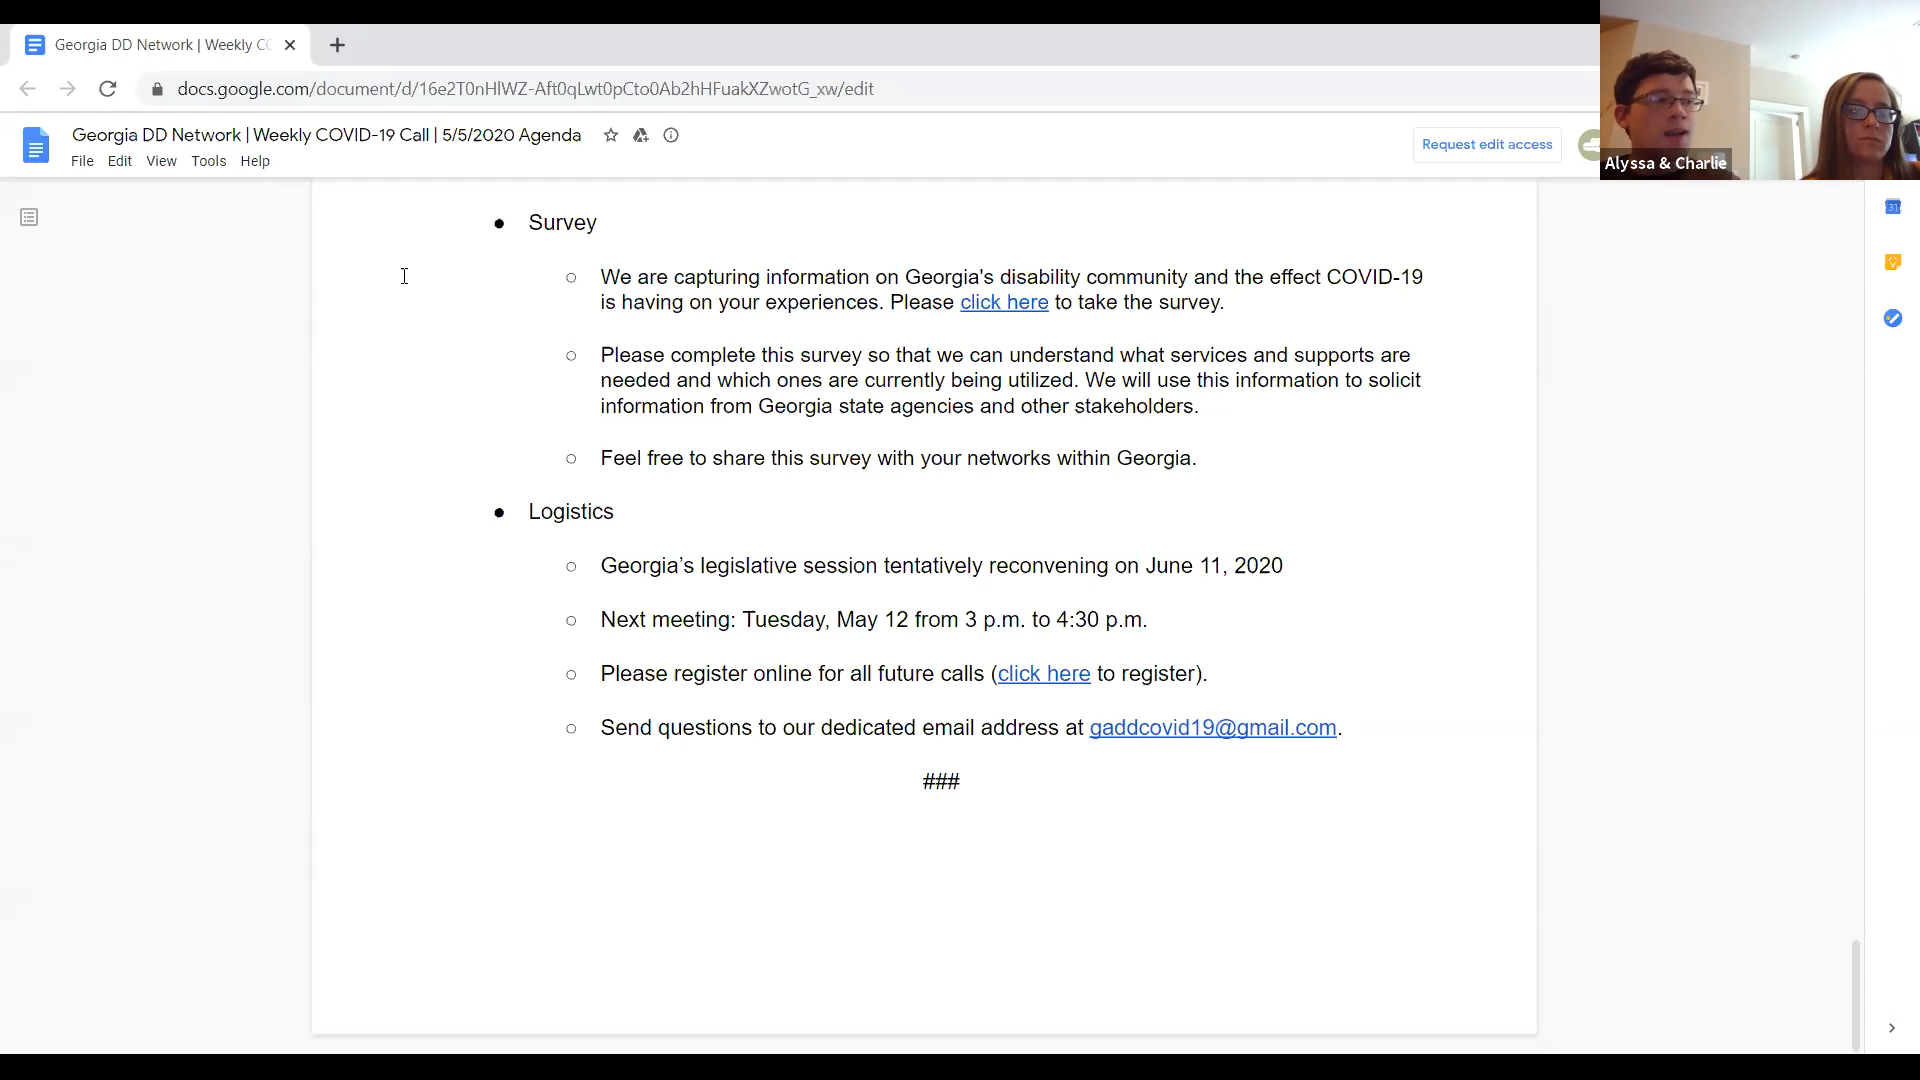 Georgia DD Network | Weekly CO
docs.google.com/document/d/16e2T0nHlWZ-Aft0qLwt0pCto0Ab2hHFuakXZwotG_xw/edit
Georgia DD Network | Weekly COVID-19 Call | 5/5/2020 Agenda
File Edit View Tools Help
Request edit access
Alyssa & Charlie
31
● Survey
○ We are capturing information on Georgia's disability community and the effect COVID-19
is having on your experiences. Please click here to take the survey.
○ Please complete this survey so that we can understand what services and supports are
needed and which ones are currently being utilized. We will use this information to solicit
information from Georgia state agencies and other stakeholders.
○ Feel free to share this survey with your networks within Georgia.
● Logistics
○ Georgia’s legislative session tentatively reconvening on June 11, 2020
○ Next meeting: Tuesday, May 12 from 3 p.m. to 4:30 p.m.
○ Please register online for all future calls (click here to register).
○ Send questions to our dedicated email address at gaddcovid19@gmail.com.
###